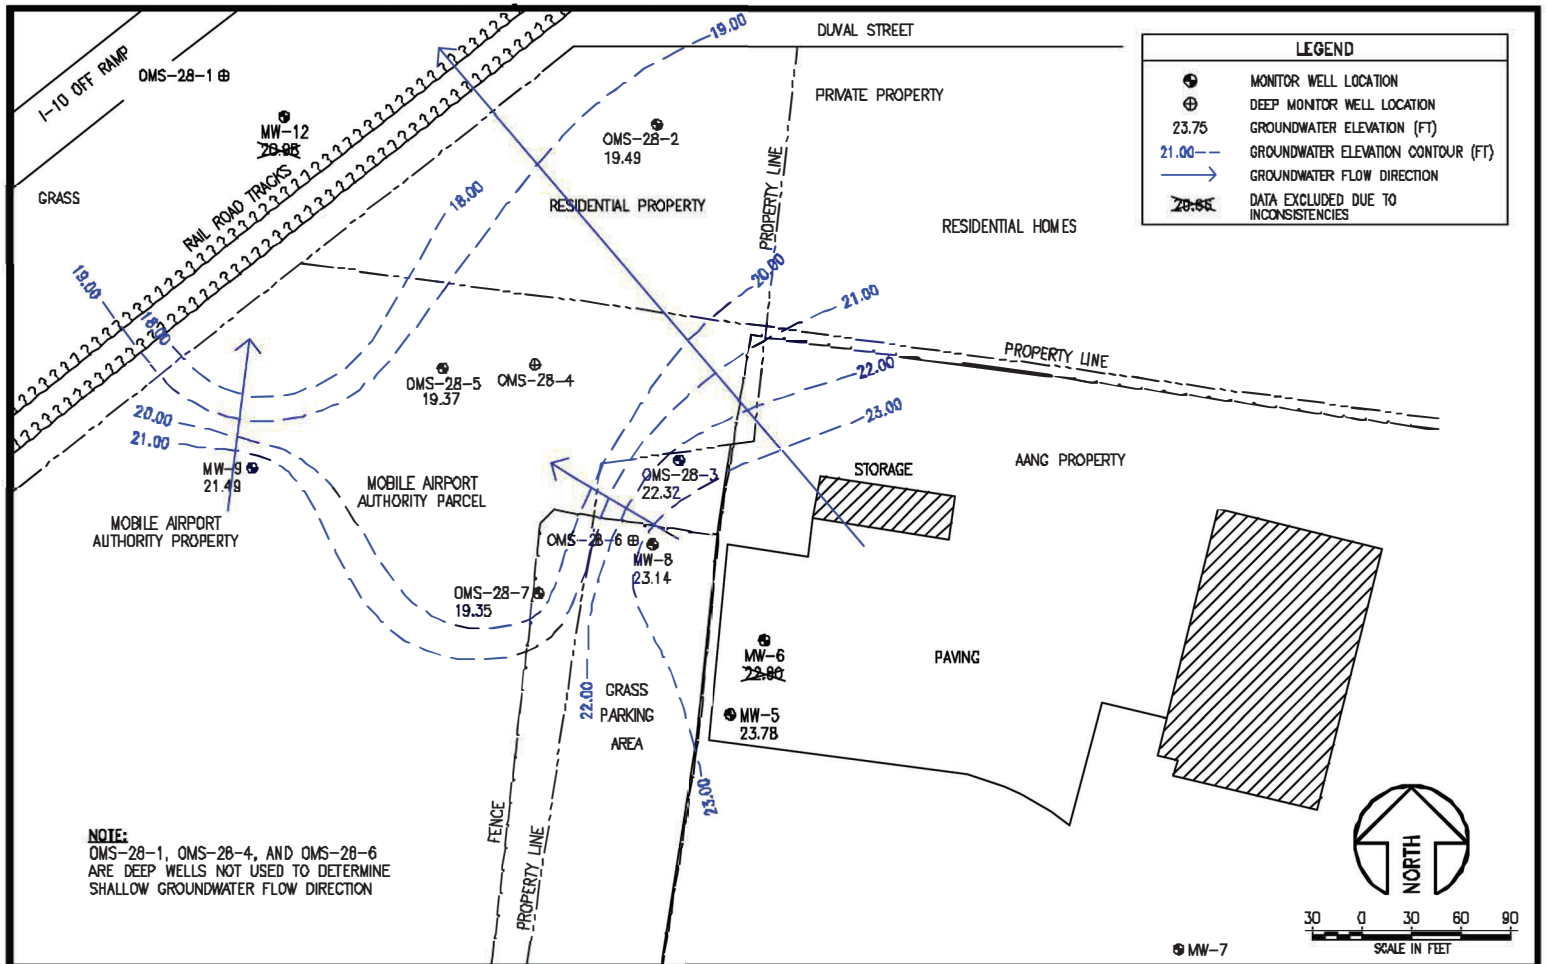 DUVAL STREET
19.00
I-10 OFF RAMP
OMS-28-1
MW-12
20.95
GRASS
RAIL ROAD TRACKS
OMS-28-2
19.49
18.00
RESIDENTIAL PROPERTY
PRIVATE PROPERTY
PROPERTY LINE
RESIDENTIAL HOMES
LEGEND
MONITOR WELL LOCATION
DEEP MONITOR WELL LOCATION
23.75 GROUNDWATER ELEVATION (FT)
21.00 GROUNDWATER ELEVATION CONTOUR (FT)
GROUNDWATER FLOW DIRECTION
DATA EXCLUDED DUE TO
INCONSISTENCIES
19.00
18.00
20.00
21.00
PROPERTY LINE
22.00
23.00
OMS-28-5
19.37
OMS-28-4
20.00
21.00
MW-9
21.49
MOBILE AIRPORT
AUTHORITY PARCEL
MOBILE AIRPORT
AUTHORITY PROPERTY
OMS-28-3
22.32
STORAGE
AANG PROPERTY
OMS-28-6
MW-8
23.14
OMS-28-7
19.35
MW-6
22.80
PAVING
22.00
GRASS
PARKING
AREA
MW-5
23.78
23.00
FENCE
PROPERTY LINE
NOTE:
OMS-28-1, OMS-28-4, AND OMS-28-6
ARE DEEP WELLS NOT USED TO DETERMINE
SHALLOW GROUNDWATER FLOW DIRECTION
NORTH
30 0 30 60 90
SCALE IN FEET
MW-7